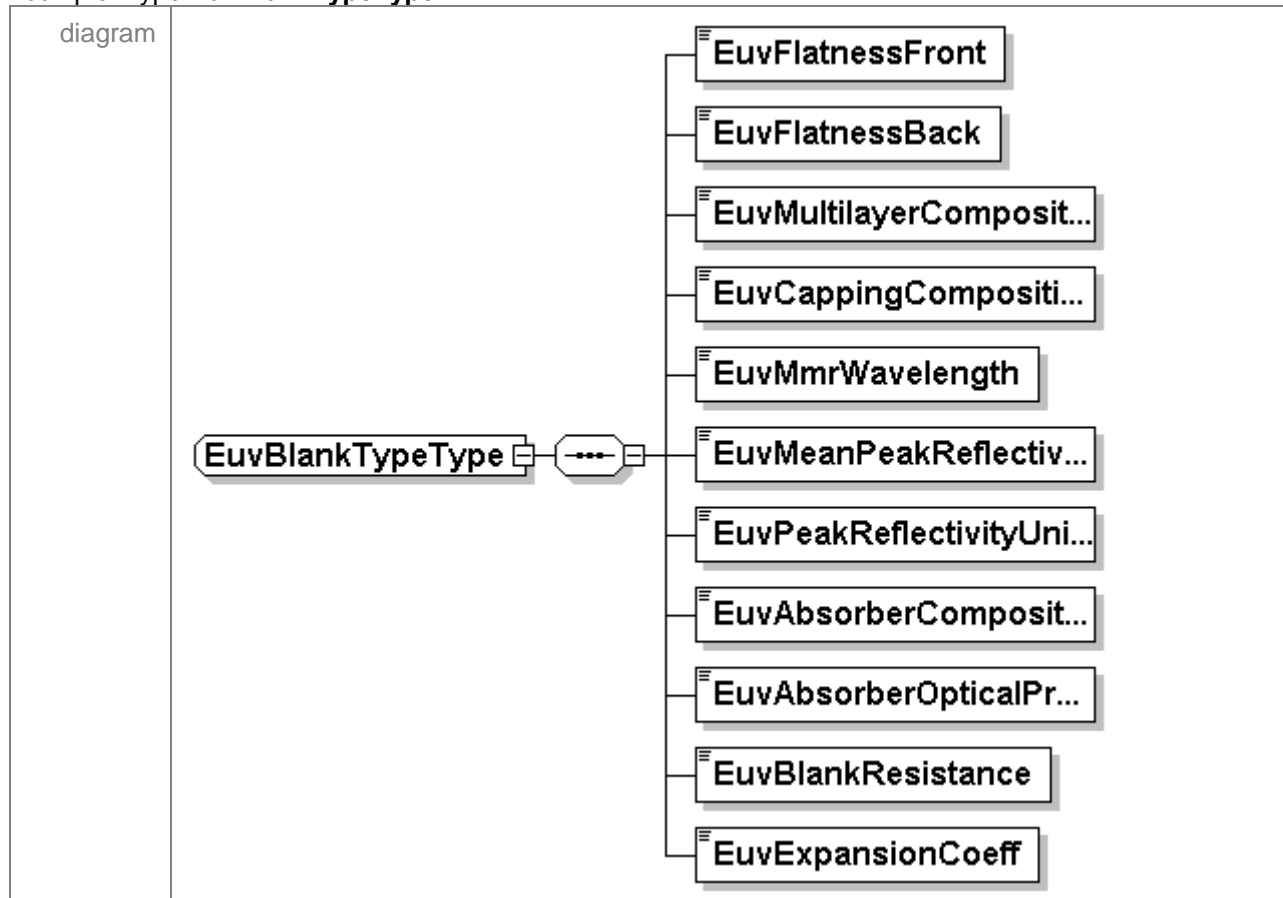 diagram
EuvFlatnessFront
EuvFlatnessBack
EuvMultilayerComposit...
EuvCappingCompositi...
EuvMmrWavelength
EuvBlankTypeType
EuvMeanPeakReflectiv...
EuvPeakReflectivityUni...
EuvAbsorberComposit...
EuvAbsorberOpticalPr...
EuvBlankResistance
EuvExpansionCoeff